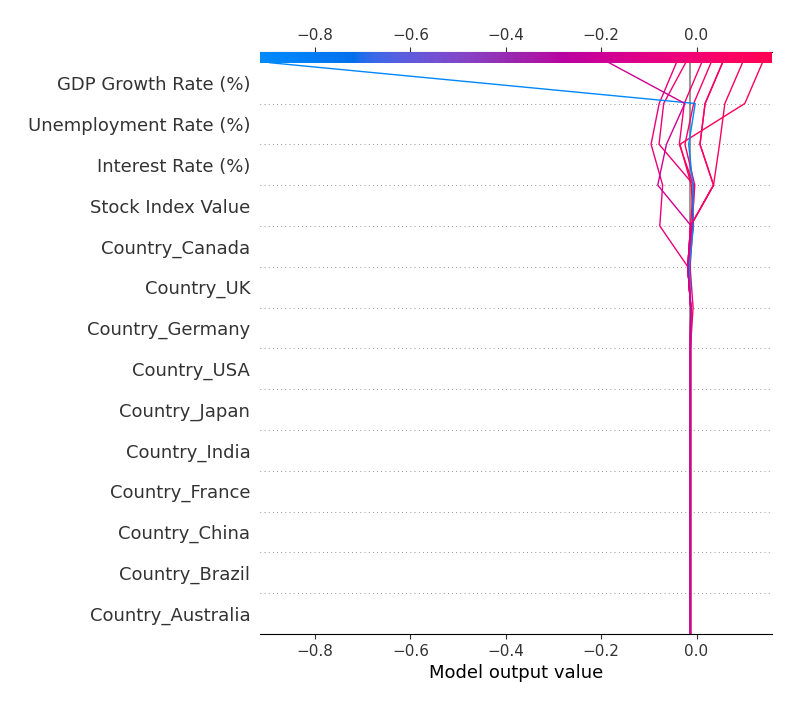 −0.8 −0.6 −0.4 −0.2 0.0
GDP Growth Rate (%)
Unemployment Rate (%)
Interest Rate (%)
Stock Index Value
Country_Canada
Country_UK
Country_Germany
Country_USA
Country_Japan
Country_India
Country_France
Country_China
Country_Brazil
Country_Australia
−0.8 −0.6 −0.4 −0.2 0.0
Model output value